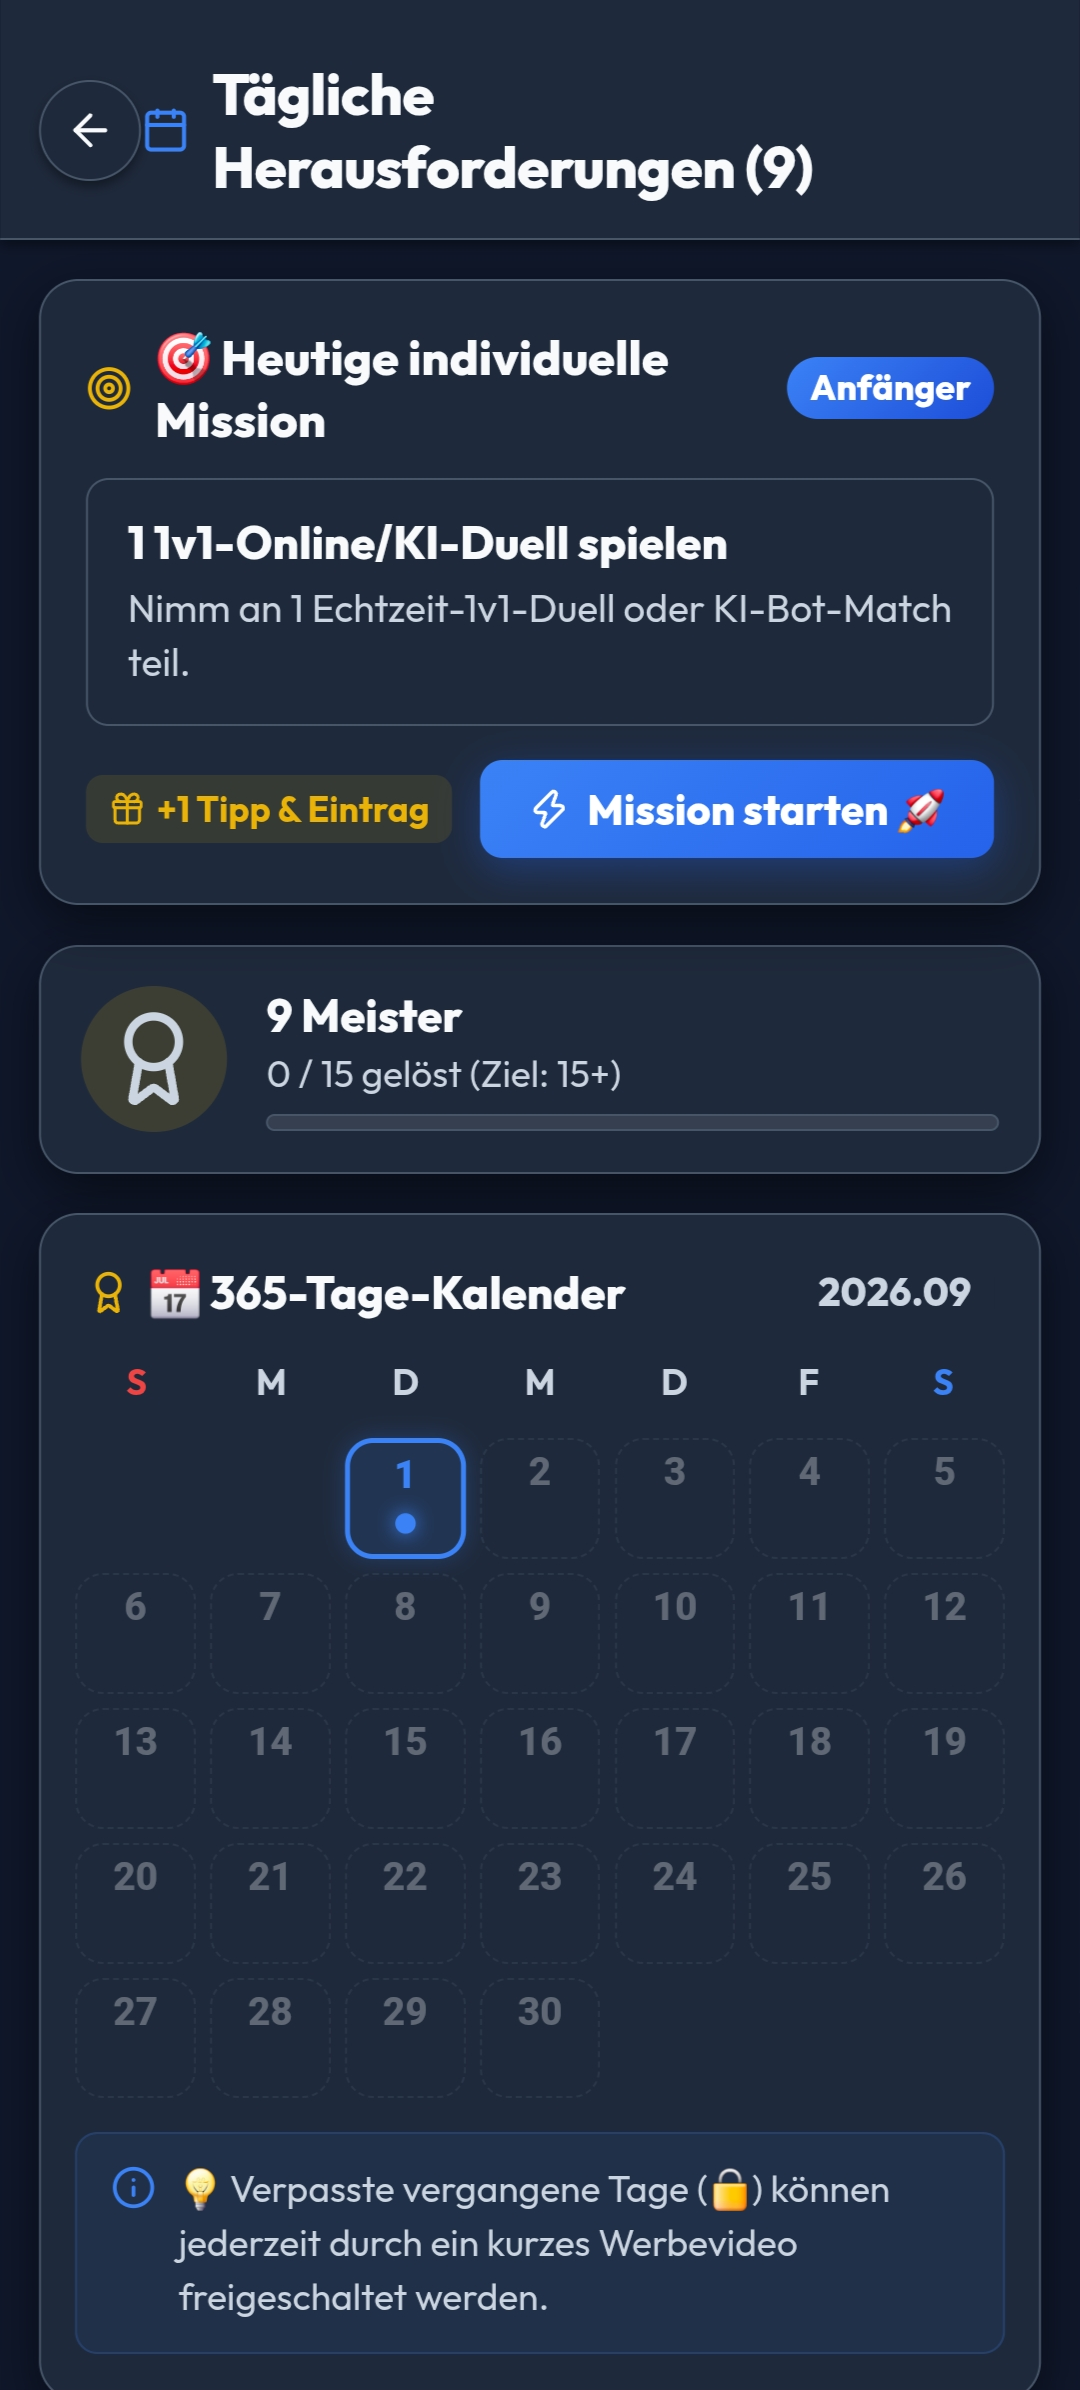 Tägliche
Herausforderungen (9)
🎯 Heutige individuelle
Mission
Anfänger
1 1v1-Online/KI-Duell spielen
Nimm an 1 Echtzeit-1v1-Duell oder KI-Bot-Match
teil.
+1 Tipp & Eintrag
Mission starten 🚀
9 Meister
0 / 15 gelöst (Ziel: 15+)
📅 365-Tage-Kalender
2026.09
S M D M D F S
1 2 3 4 5
6 7 8 9 10 11 12
13 14 15 16 17 18 19
20 21 22 23 24 25 26
27 28 29 30
💡 Verpasste vergangene Tage (🔒) können
jederzeit durch ein kurzes Werbevideo
freigeschaltet werden.